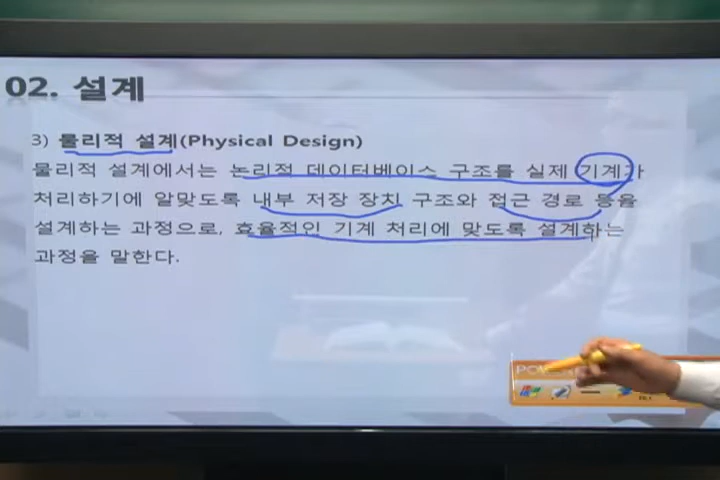 02. 설계
3) 물리적 설계(Physical Design)
물리적 설계에서는 논리적 데이터베이스 구조를 실제 기계가
처리하기에 알맞도록 내부 저장 장치 구조와 접근 경로 등을
설계하는 과정으로, 효율적인 기계 처리에 맞도록 설계하는
과정을 말한다.